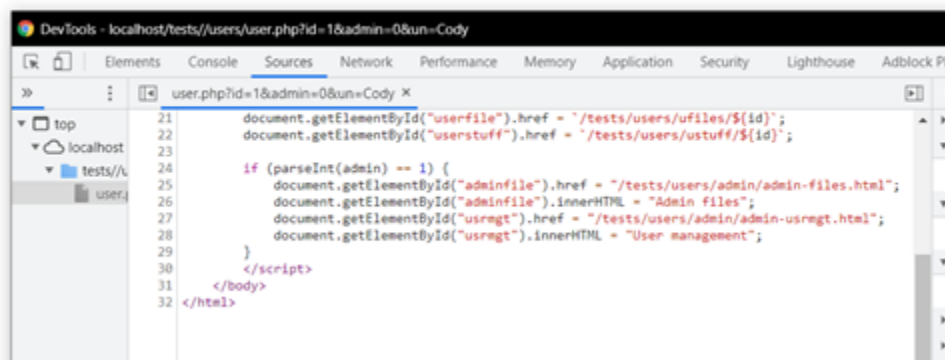 DevTools - localhost/tests//users/user.php?id=1&admin=0&un=Cody
Elements Console Sources Network Performance Memory Application Security Lighthouse Adblock P
» user.php?id=1&admin=0&un=Cody ×
top
localhost
tests//u
user.p
21 document.getElementById("userfile").href = `/tests/users/ufiles/${id}`;
22 document.getElementById("userstuff").href = `/tests/users/ustuff/${id}`;
23
24 if (parseInt(admin) == 1) {
25 document.getElementById("adminfile").href = "/tests/users/admin/admin-files.html";
26 document.getElementById("adminfile").innerHTML = "Admin files";
27 document.getElementById("usrmgt").href = "/tests/users/admin/admin-usrmgt.html";
28 document.getElementById("usrmgt").innerHTML = "User management";
29 }
30 </script>
31 </body>
32 </html>